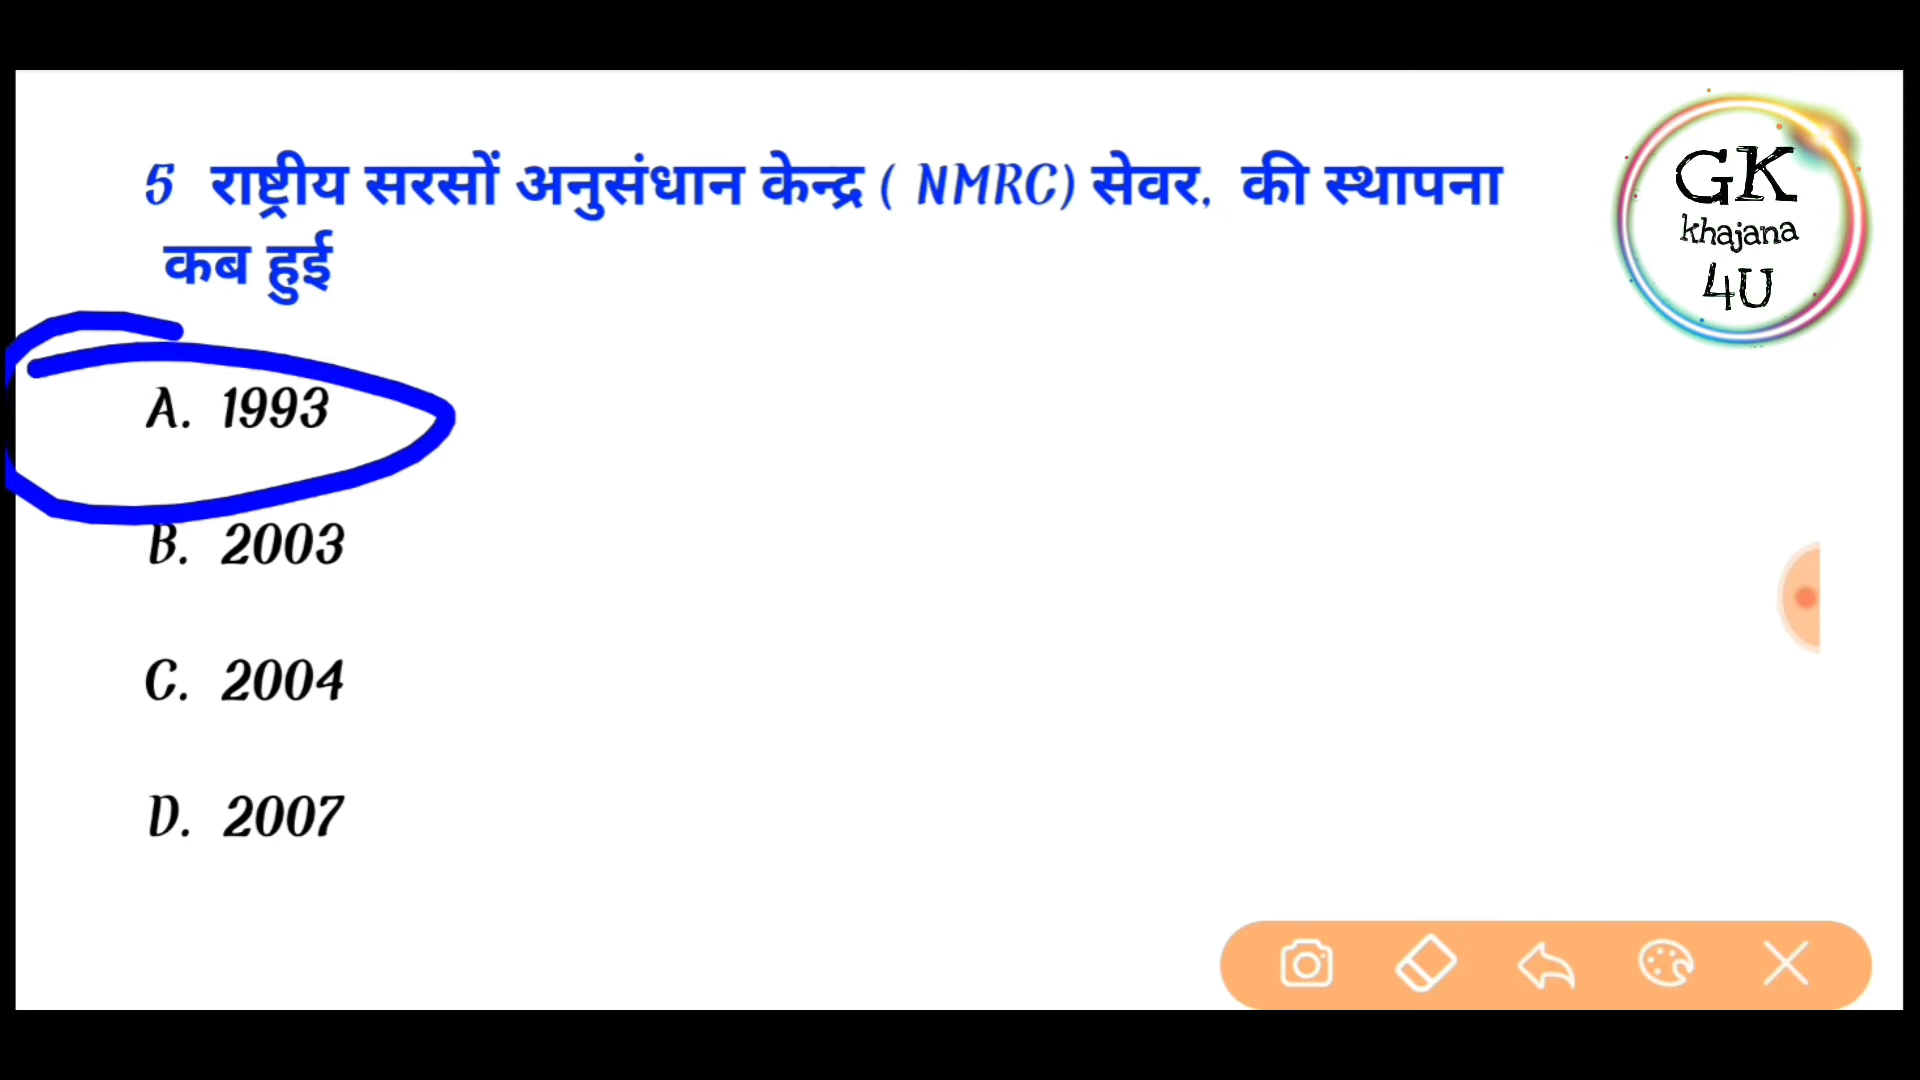 5 राष्ट्रीय सरसों अनुसंधान केन्द्र ( NMRC) सेवर, की स्थापना
कब हुई
A. 1993
B. 2003
C. 2004
D. 2007
GK
khajana
4U